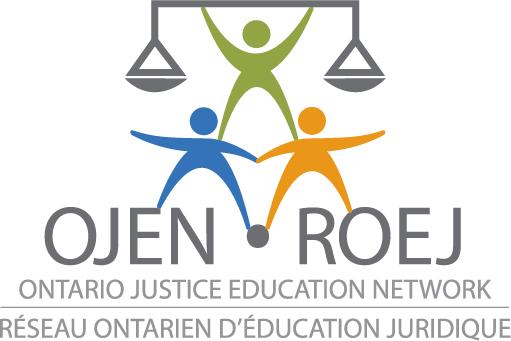 OJEN • ROEJ
ONTARIO JUSTICE EDUCATION NETWORK
RÉSEAU ONTARIEN D'ÉDUCATION JURIDIQUE